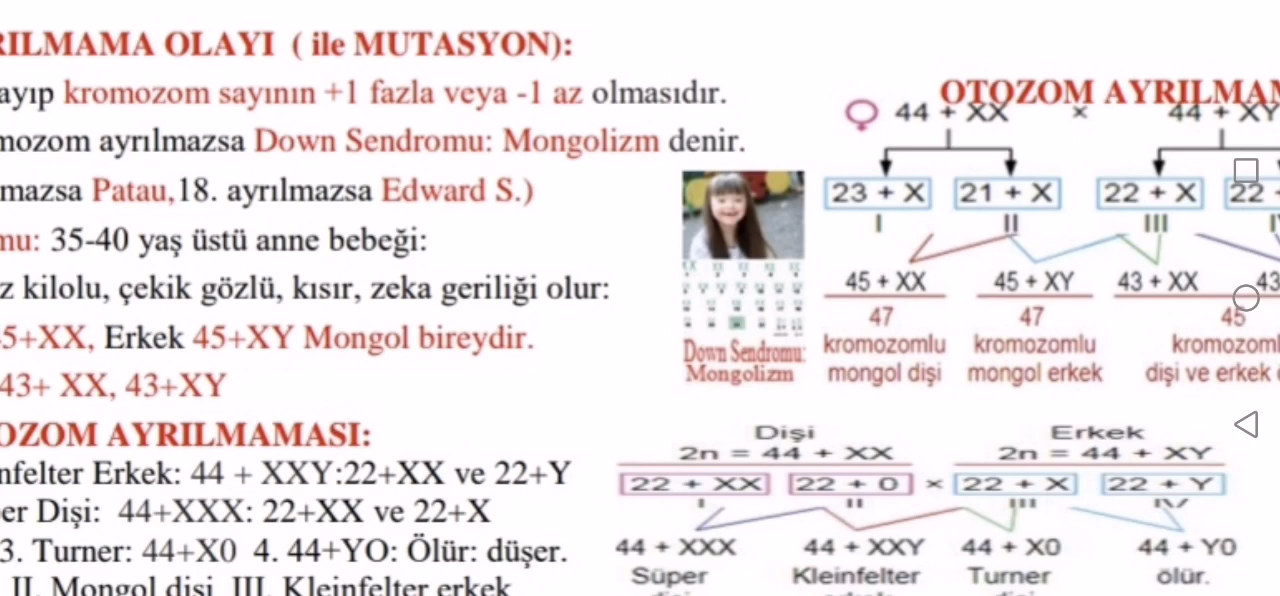 RILMAMA OLAYI ( ile MUTASYON):
ayıp kromozom sayının +1 fazla veya -1 az olmasıdır.
mozom ayrılmazsa Down Sendromu: Mongolizm denir.
mazsa Patau,18. ayrılmazsa Edward S.)
mu: 35-40 yaş üstü anne bebeği:
z kilolu, çekik gözlü, kısır, zeka geriliği olur:
5+XX, Erkek 45+XY Mongol bireydir.
43+ XX, 43+XY
OZOM AYRILMAMASI:
nfelter Erkek: 44 + XXY:22+XX ve 22+Y
er Dişi: 44+XXX: 22+XX ve 22+X
3. Turner: 44+X0 4. 44+YO: Ölür: düşer.
II. Mongol dişi III. Kleinfelter erkek
Down Sendromu:
Mongolizm
OTOZOM AYRILMAM
44 + XX × 44 + XY
23 + X 21 + X 22 + X 22 +
I II III
45 + XX 45 + XY 43 + XX 43
47 47 45
kromozomlu kromozomlu kromozoml
mongol dişi mongol erkek dişi ve erkek
Dişi Erkek
2n = 44 + XX 2n = 44 + XY
22 + XX 22 + 0 × 22 + X 22 + Y
I II III IV
44 + XXX 44 + XXY 44 + X0 44 + Y0
Süper Kleinfelter Turner ölür.